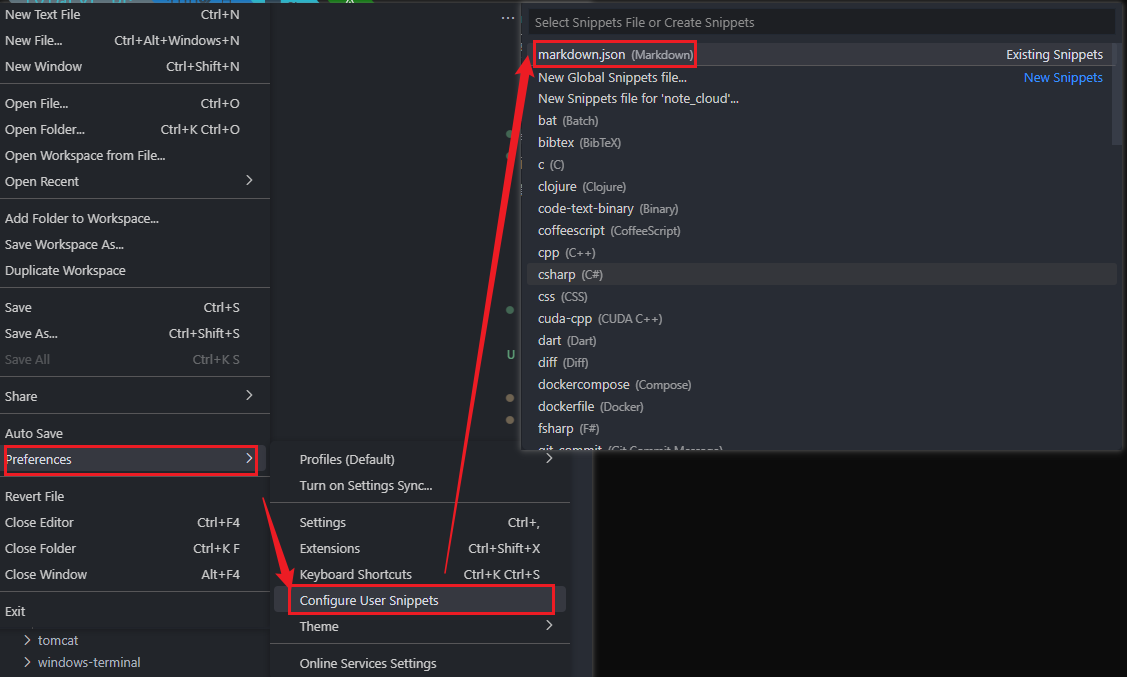 New Text File Ctrl+N
New File... Ctrl+Alt+Windows+N
New Window Ctrl+Shift+N
Open File... Ctrl+O
Open Folder... Ctrl+K Ctrl+O
Open Workspace from File...
Open Recent
Add Folder to Workspace...
Save Workspace As...
Duplicate Workspace
Save Ctrl+S
Save As... Ctrl+Shift+S
Save All Ctrl+K S
Share
Auto Save
Preferences
Revert File
Close Editor Ctrl+F4
Close Folder Ctrl+K F
Close Window Alt+F4
Exit
tomcat
windows-terminal
Profiles (Default)
Turn on Settings Sync...
Settings Ctrl+,
Extensions Ctrl+Shift+X
Keyboard Shortcuts Ctrl+K Ctrl+S
Configure User Snippets
Theme
Online Services Settings
U
Select Snippets File or Create Snippets
markdown.json (Markdown) Existing Snippets
New Global Snippets file... New Snippets
New Snippets file for 'note_cloud'...
bat (Batch)
bibtex (BibTeX)
c (C)
clojure (Clojure)
code-text-binary (Binary)
coffeescript (CoffeeScript)
cpp (C++)
csharp (C#)
css (CSS)
cuda-cpp (CUDA C++)
dart (Dart)
diff (Diff)
dockercompose (Compose)
dockerfile (Docker)
fsharp (F#)
git-commit (Git Commit Message)